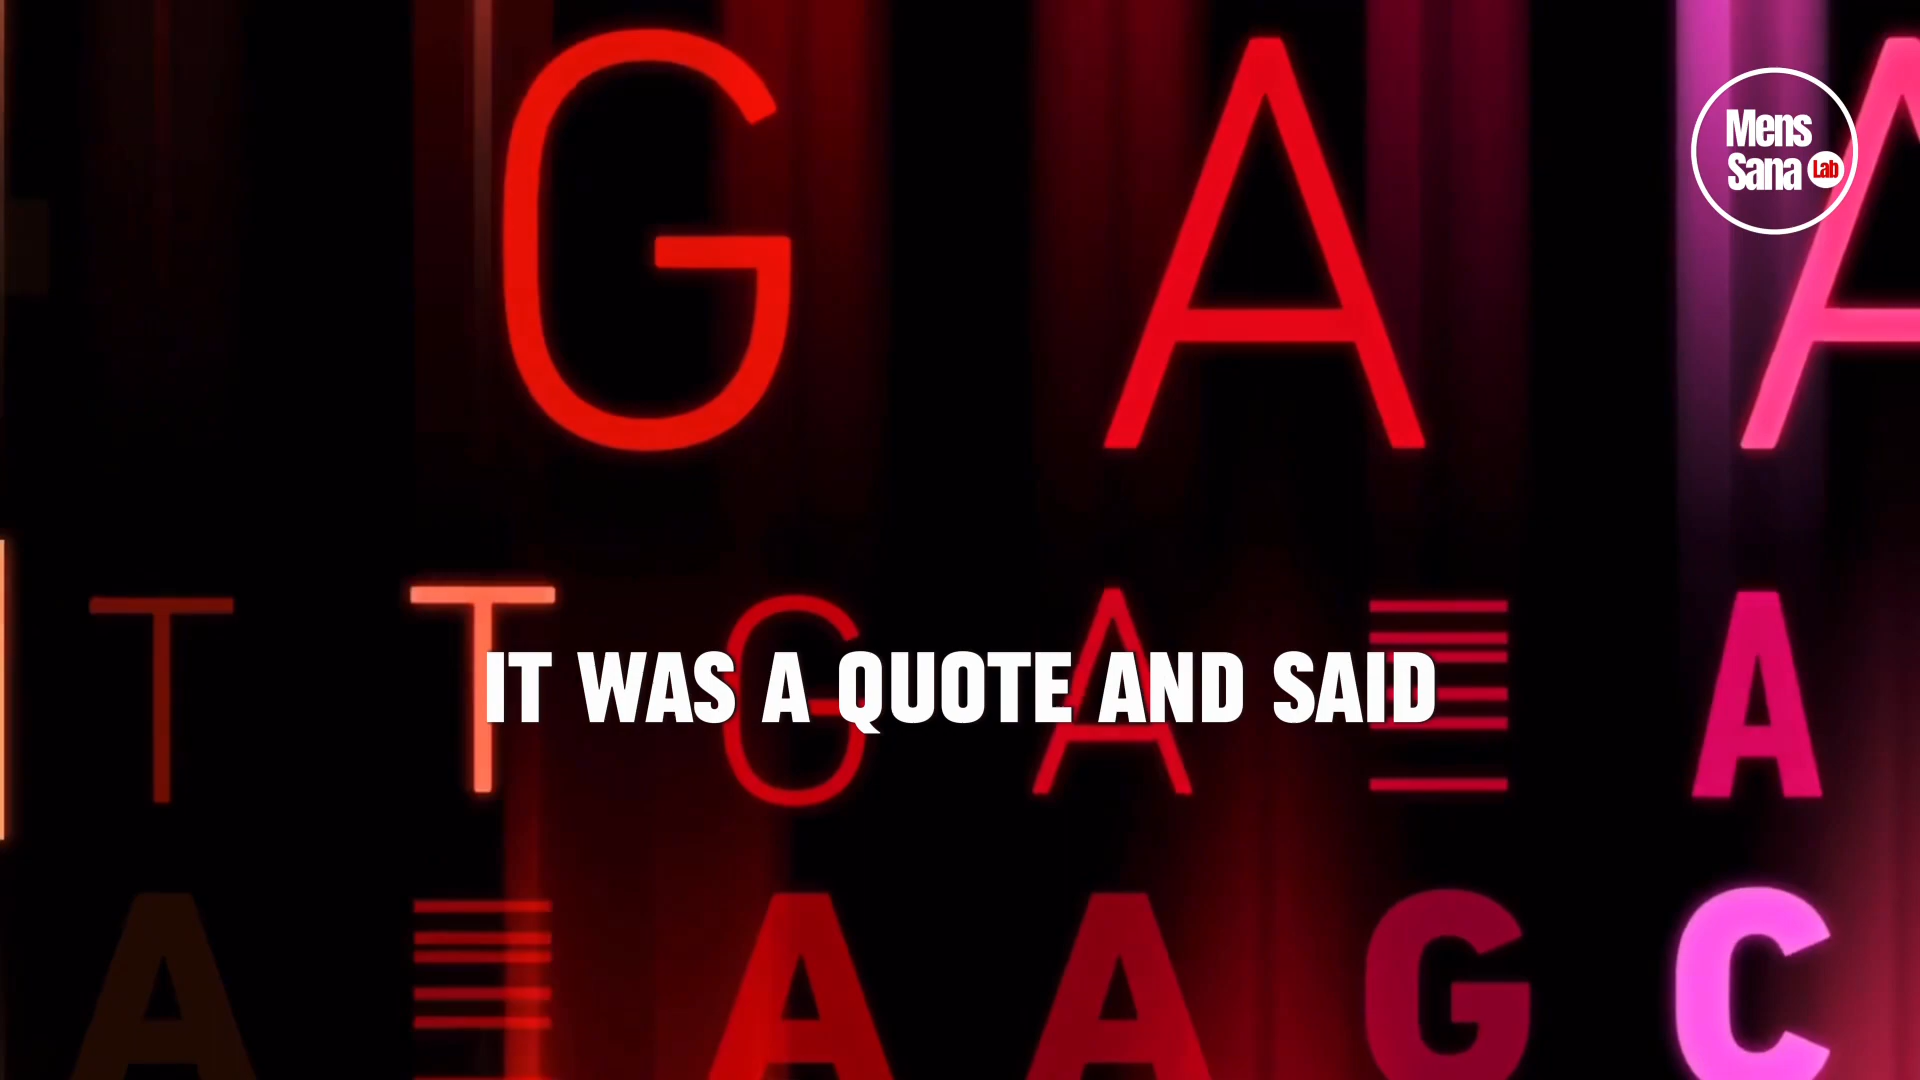 G A A
Mens
Sana Lab
T T G A A
IT WAS A QUOTE AND SAID
A A A G C